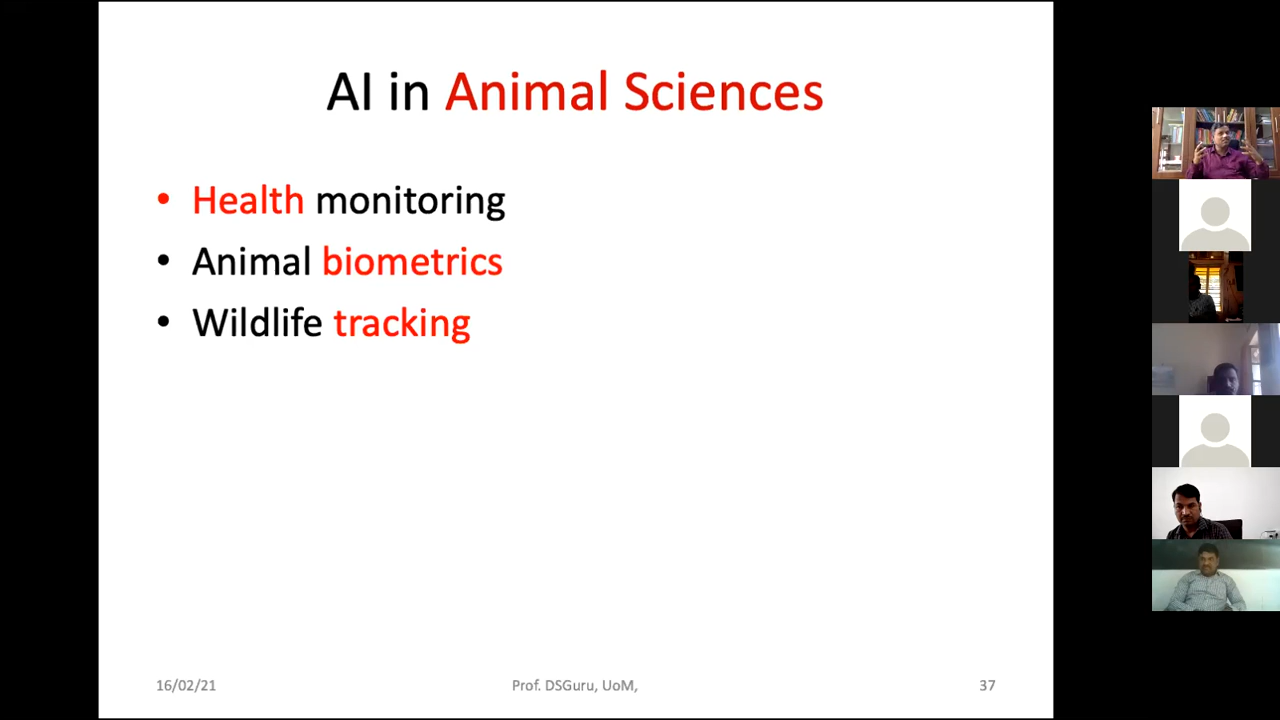 AI in Animal Sciences
• Health monitoring
• Animal biometrics
• Wildlife tracking
16/02/21
Prof. DSGuru, UoM,
37